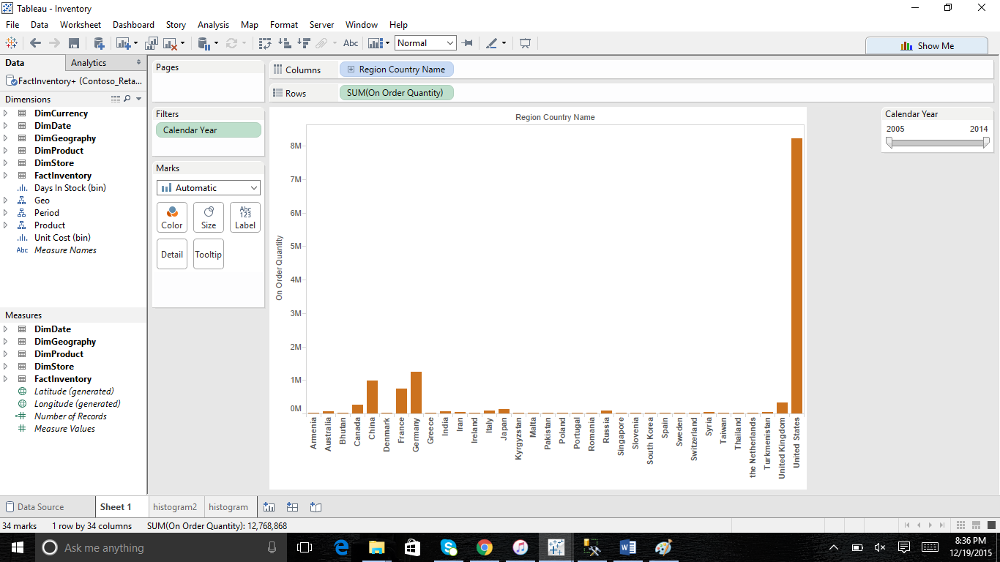 Tableau - Inventory
File Data Worksheet Dashboard Story Analysis Map Format Server Window Help
Abc Normal Show Me
Data Analytics
FactInventory+ (Contoso_Reta...
Dimensions
DimCurrency
DimDate
DimGeography
DimProduct
DimStore
FactInventory
Days In Stock (bin)
Geo
Period
Product
Unit Cost (bin)
Abc Measure Names
Measures
DimDate
DimGeography
DimProduct
DimStore
FactInventory
Latitude (generated)
Longitude (generated)
Number of Records
Measure Values
Pages
Filters
Calendar Year
Marks
Automatic
Color Size Abc 123 Label
Detail Tooltip
Columns Region Country Name
Rows SUM(On Order Quantity)
Region Country Name
On Order Quantity
8M
7M
6M
5M
4M
3M
2M
1M
0M
Armenia
Australia
Bhutan
Canada
China
Denmark
France
Germany
Greece
India
Iran
Ireland
Italy
Japan
Kyrgyzstan
Malta
Pakistan
Poland
Portugal
Romania
Russia
Singapore
Slovenia
South Korea
Spain
Sweden
Switzerland
Syria
Taiwan
Thailand
the Netherlands
Turkmenistan
United Kingdom
United States
Calendar Year
2005 2014
Data Source Sheet 1 histogram2 histogram
34 marks 1 row by 34 columns SUM(On Order Quantity): 12,768,868
Ask me anything
8:36 PM
12/19/2015